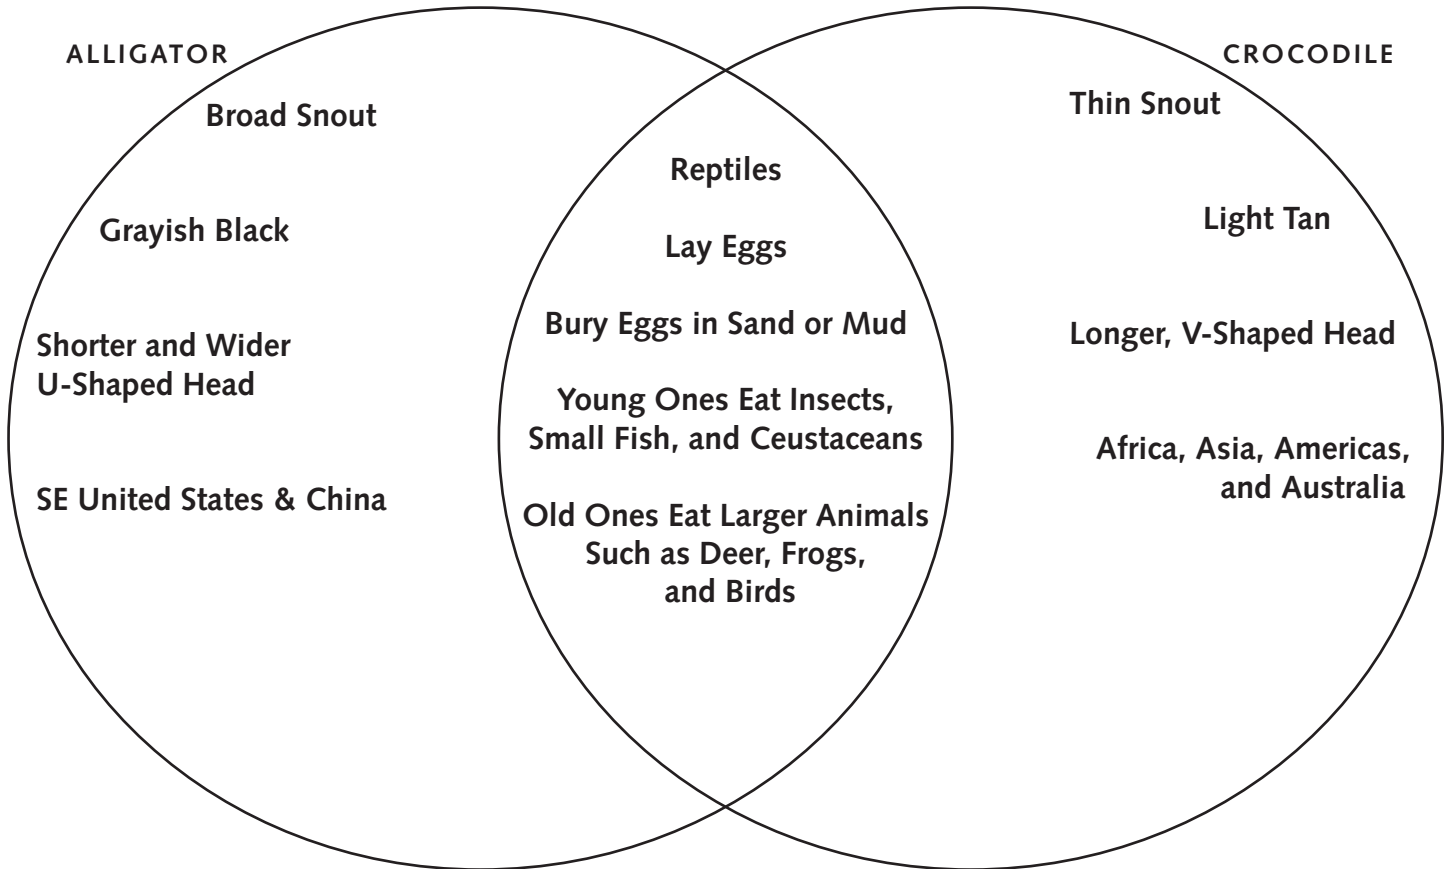 ALLIGATOR
Broad Snout
Grayish Black
Shorter and Wider
U-Shaped Head
SE United States & China
Reptiles
Lay Eggs
Bury Eggs in Sand or Mud
Young Ones Eat Insects,
Small Fish, and Ceustaceans
Old Ones Eat Larger Animals
Such as Deer, Frogs,
and Birds
CROCODILE
Thin Snout
Light Tan
Longer, V-Shaped Head
Africa, Asia, Americas,
and Australia